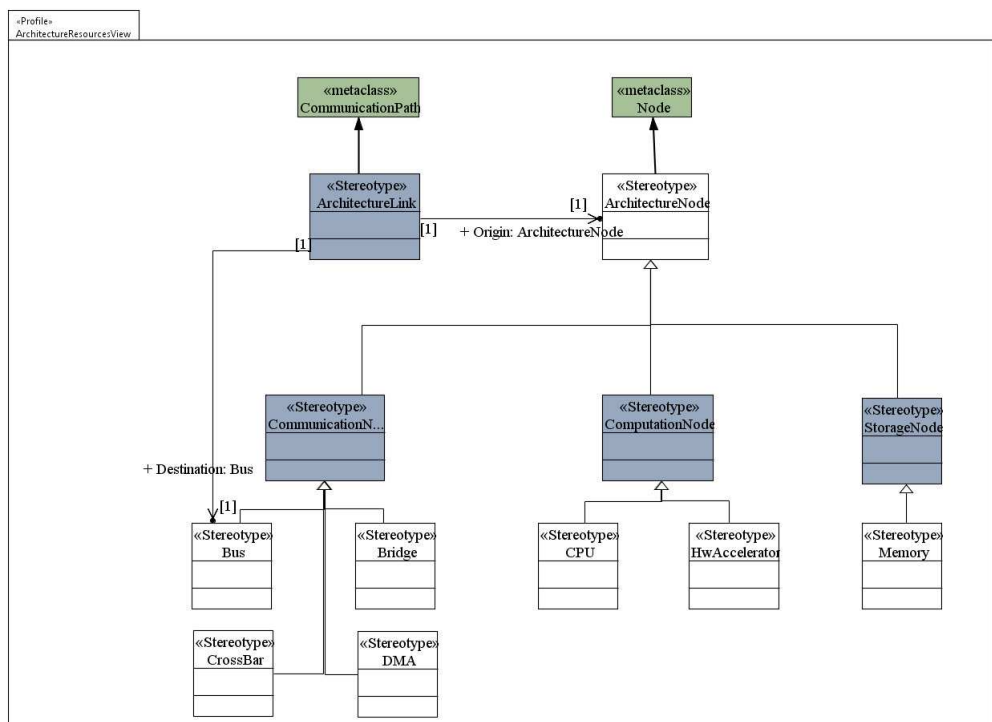 «Profile»
ArchitectureResourcesView
«metaclass»
CommunicationPath
«metaclass»
Node
«Stereotype»
ArchitectureLink
«Stereotype»
ArchitectureNode
[1]
[1]
+ Origin: ArchitectureNode
[1]
«Stereotype»
CommunicationN...
«Stereotype»
ComputationNode
«Stereotype»
StorageNode
+ Destination: Bus
[1]
«Stereotype»
Bus
«Stereotype»
Bridge
«Stereotype»
CPU
«Stereotype»
HwAccelerator
«Stereotype»
Memory
«Stereotype»
CrossBar
«Stereotype»
DMA